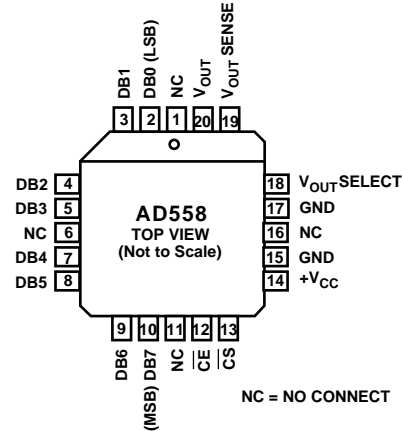 DB1
DB0 (LSB)
NC
VOUT
VOUT SENSE
3 2 1 20 19
DB2 4
DB3 5
NC 6
DB4 7
DB5 8
AD558
TOP VIEW
(Not to Scale)
18 VOUT SELECT
17 GND
16 NC
15 GND
14 +VCC
9 10 11 12 13
DB6
(MSB) DB7
NC
CE
CS
NC = NO CONNECT